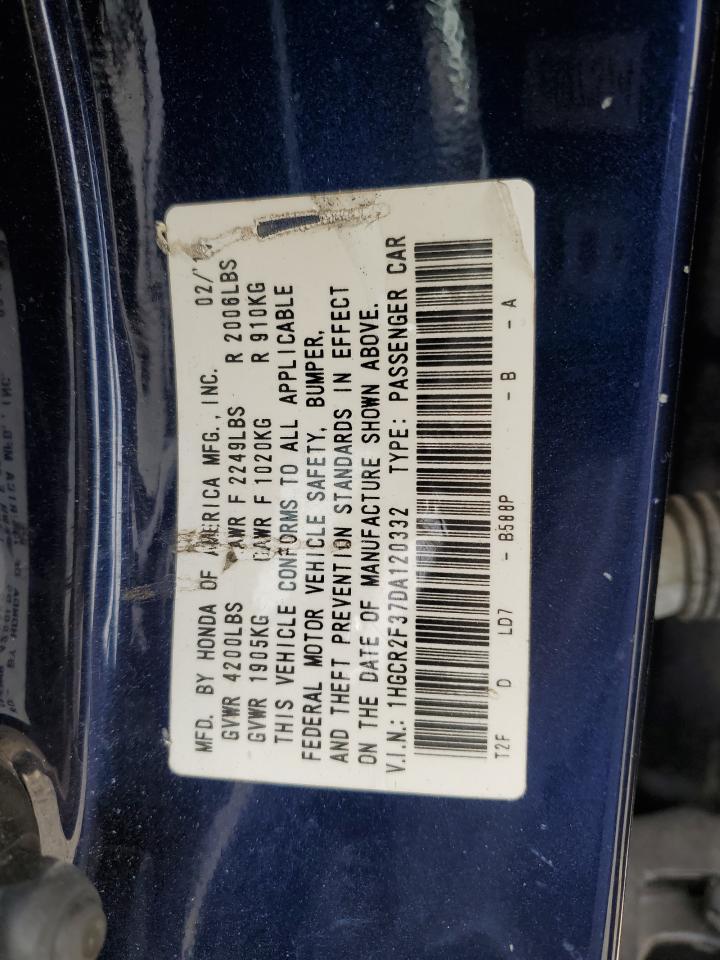 MFD. BY HONDA OF AMERICA MFG., INC. 02/
GVWR 4200LBS GAWR F 2249LBS R 2006LBS
GVWR 1905KG GAWR F 1020KG R 910KG
THIS VEHICLE CONFORMS TO ALL APPLICABLE
FEDERAL MOTOR VEHICLE SAFETY, BUMPER,
AND THEFT PREVENTION STANDARDS IN EFFECT
ON THE DATE OF MANUFACTURE SHOWN ABOVE.
V.I.N.: 1HGCR2F37DA120332 TYPE: PASSENGER CAR
T2F D LD7 - B588P - B - A